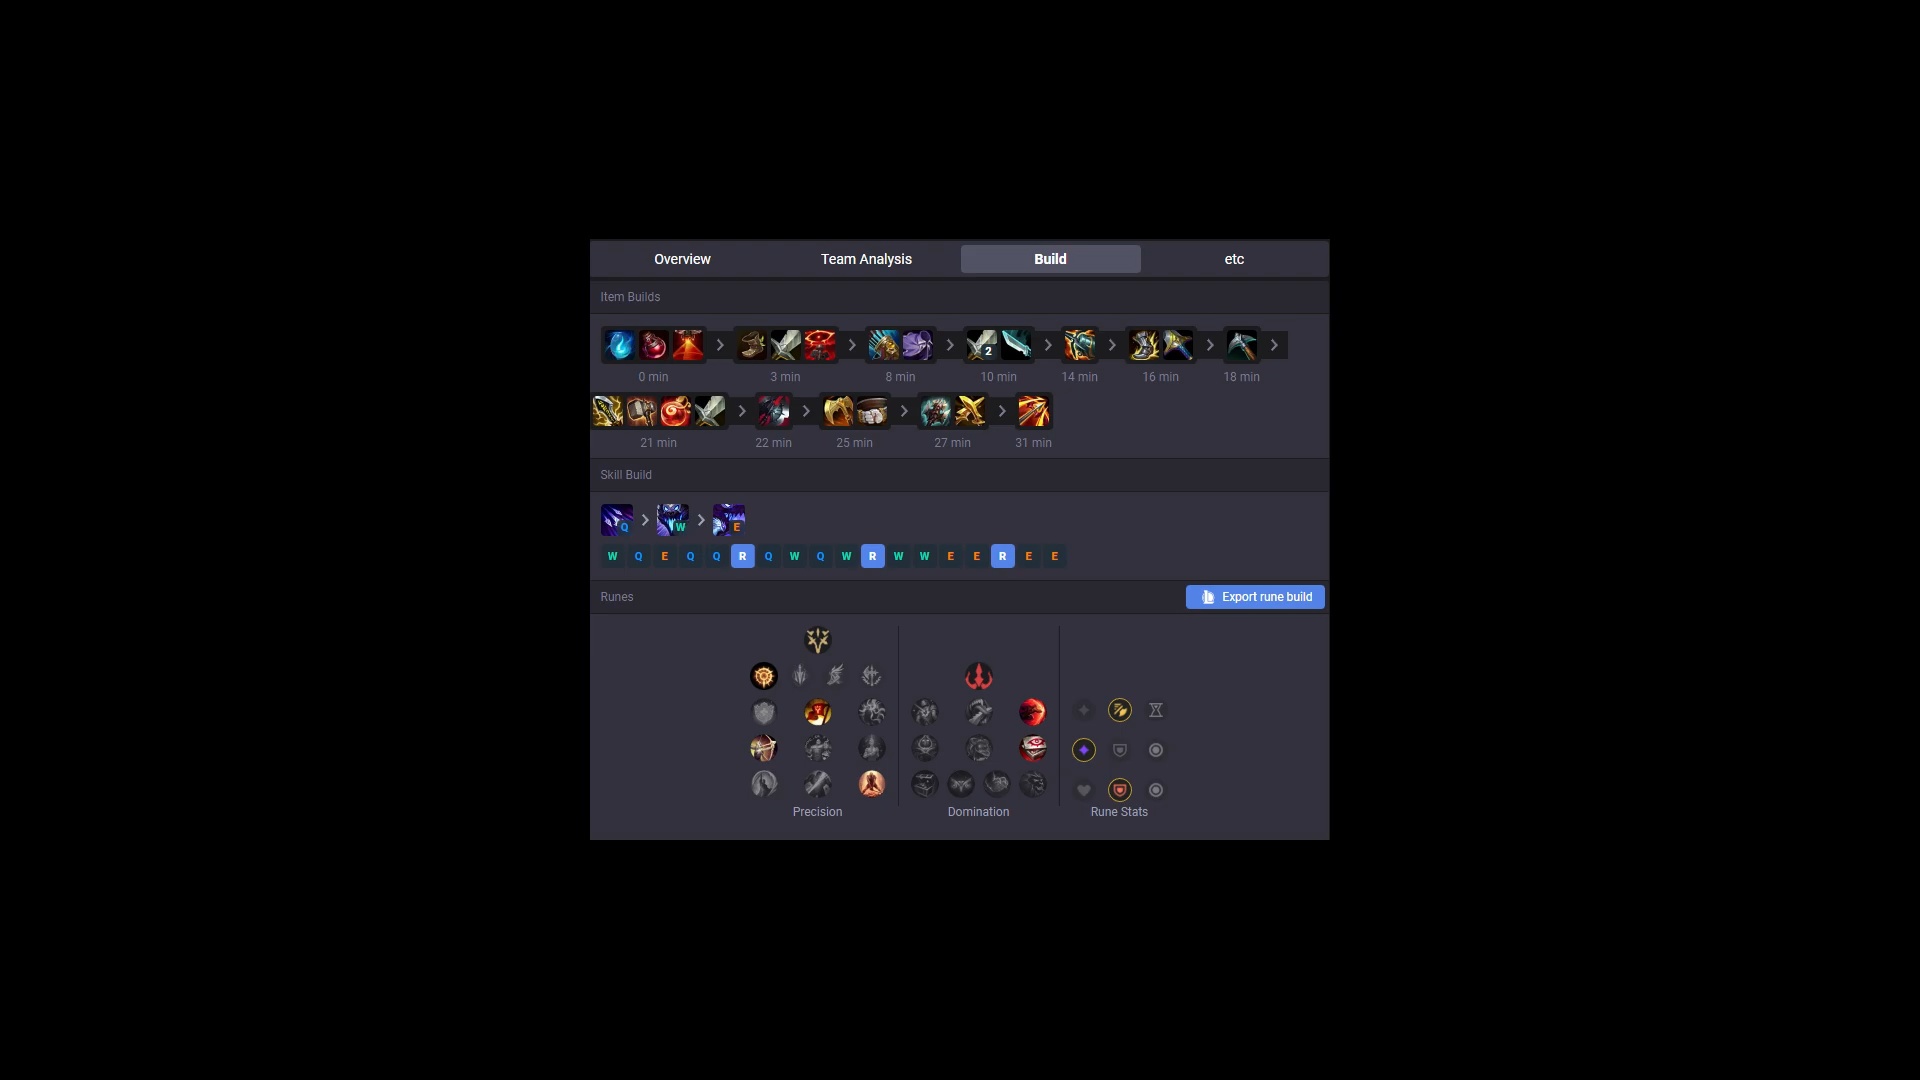 Overview Team Analysis Build etc
Item Builds
2
0 min 3 min 8 min 10 min 14 min 16 min 18 min
21 min 22 min 25 min 27 min 31 min
Skill Build
Q W E
W Q E Q Q R Q W Q W R W W E E R E E
Runes Export rune build
Precision Domination Rune Stats